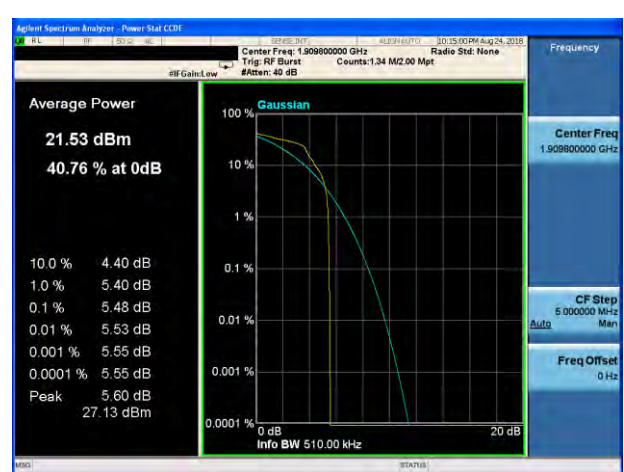 Agilent Spectrum Analyzer - Power Stat CCDF
RL RF 50 Ω AC SENSE:INT ALIGN AUTO 10:15:00 PM Aug 24, 2018
Center Freq: 1.909800000 GHz Radio Std: None
Trig: RF Burst Counts:1.34 M/2.00 Mpt
#IFGain:Low #Atten: 40 dB
Frequency
Average Power
21.53 dBm
40.76 % at 0dB
10.0 % 4.40 dB
1.0 % 5.40 dB
0.1 % 5.48 dB
0.01 % 5.53 dB
0.001 % 5.55 dB
0.0001 % 5.55 dB
Peak 5.60 dB
27.13 dBm
Gaussian
100 %
10 %
1 %
0.1 %
0.01 %
0.001 %
0.0001 %
0 dB 20 dB
Info BW 510.00 kHz
Center Freq
1.909800000 GHz
CF Step
5.000000 MHz
Auto Man
Freq Offset
0 Hz
MSG STATUS